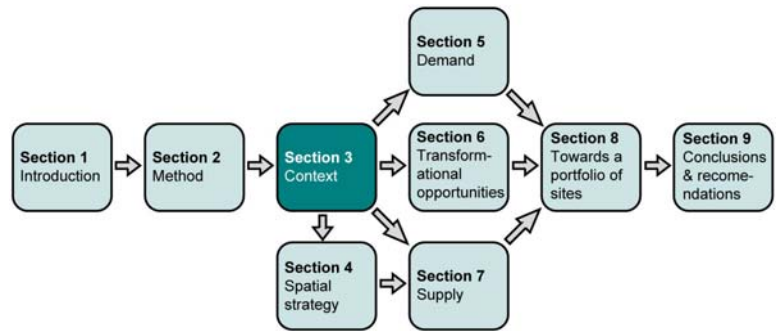 Section 1
Introduction
Section 2
Method
Section 3
Context
Section 4
Spatial
strategy
Section 5
Demand
Section 6
Transform-
ational
opportunities
Section 7
Supply
Section 8
Towards a
portfolio of
sites
Section 9
Conclusions
& recome-
ndations